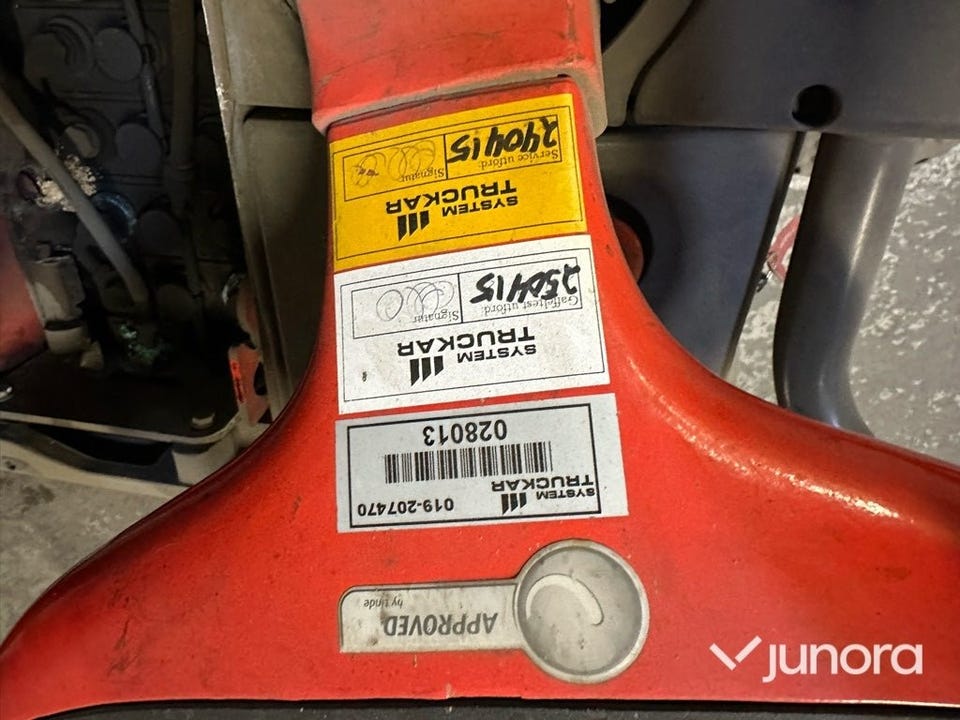 APPROVED
by Linde
SYSTEM
TRUCKAR
019-207470
028013
SYSTEM
TRUCKAR
Gaffeltest utförd:
250415
Signatur
SYSTEM
TRUCKAR
Service utförd:
240415
Signatur
junora